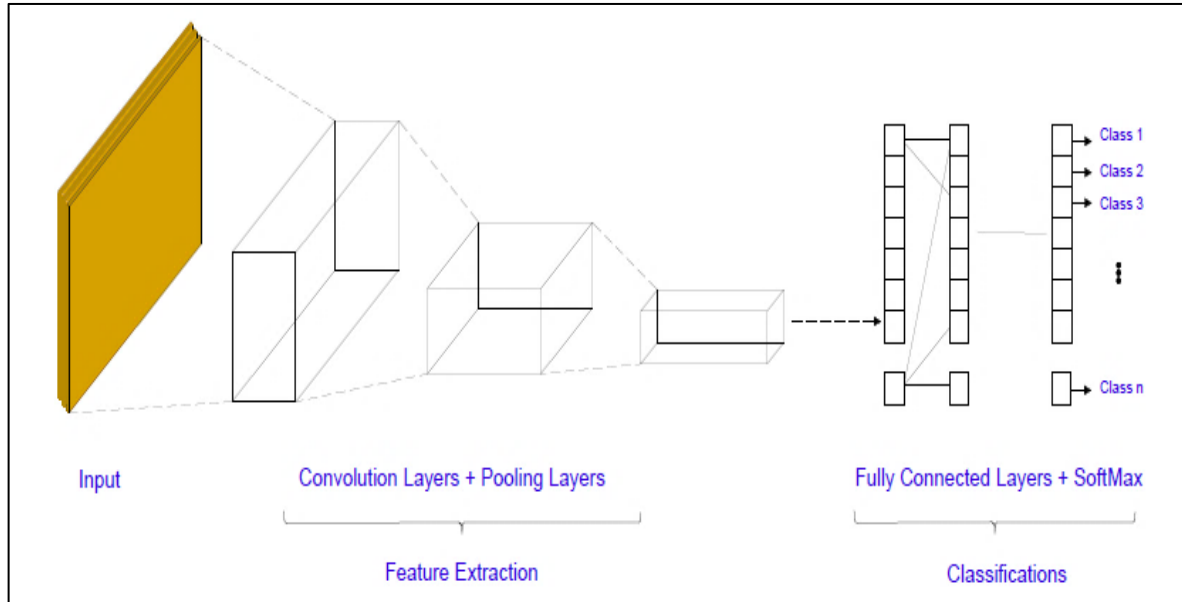 Class 1
Class 2
Class 3
Class n
Input
Convolution Layers + Pooling Layers
Fully Connected Layers + SoftMax
Feature Extraction
Classifications